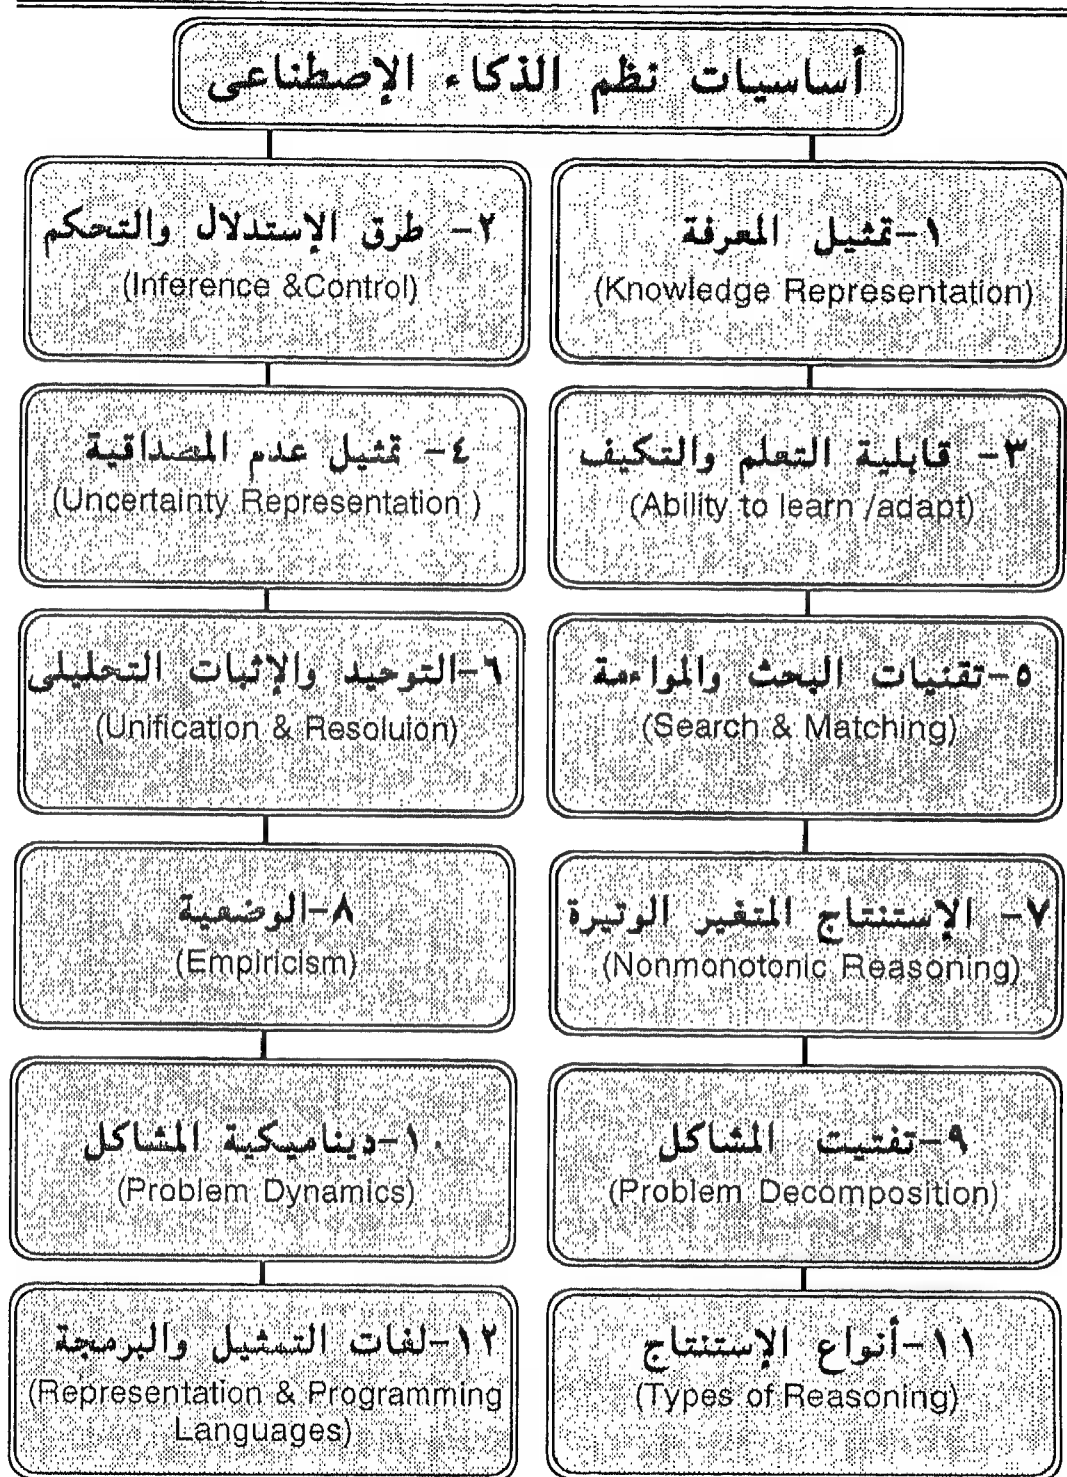 أساسيات نظم الذكاء الإصطناعى
١-تمثيل المعرفة
(Knowledge Representation)
٢- طرق الإستدلال والتحكم
(Inference &Control)
٣- قابلية التعلم والتكيف
(Ability to learn /adapt)
٤- تمثيل عدم المصداقية
(Uncertainty Representation )
٥-تقنيات البحث والمواءمة
(Search & Matching)
٦-التوحيد والإثبات التحليلى
(Unification & Resoluion)
٧- الإستنتاج المتغير الوتيرة
(Nonmonotonic Reasoning)
٨-الوضعية
(Empiricism)
٩-تفتيت المشاكل
(Problem Decomposition)
١٠-ديناميكية المشاكل
(Problem Dynamics)
١١-أنواع الإستنتاج
(Types of Reasoning)
١٢-لغات التمثيل والبرمجة
(Representation & Programming
Languages)